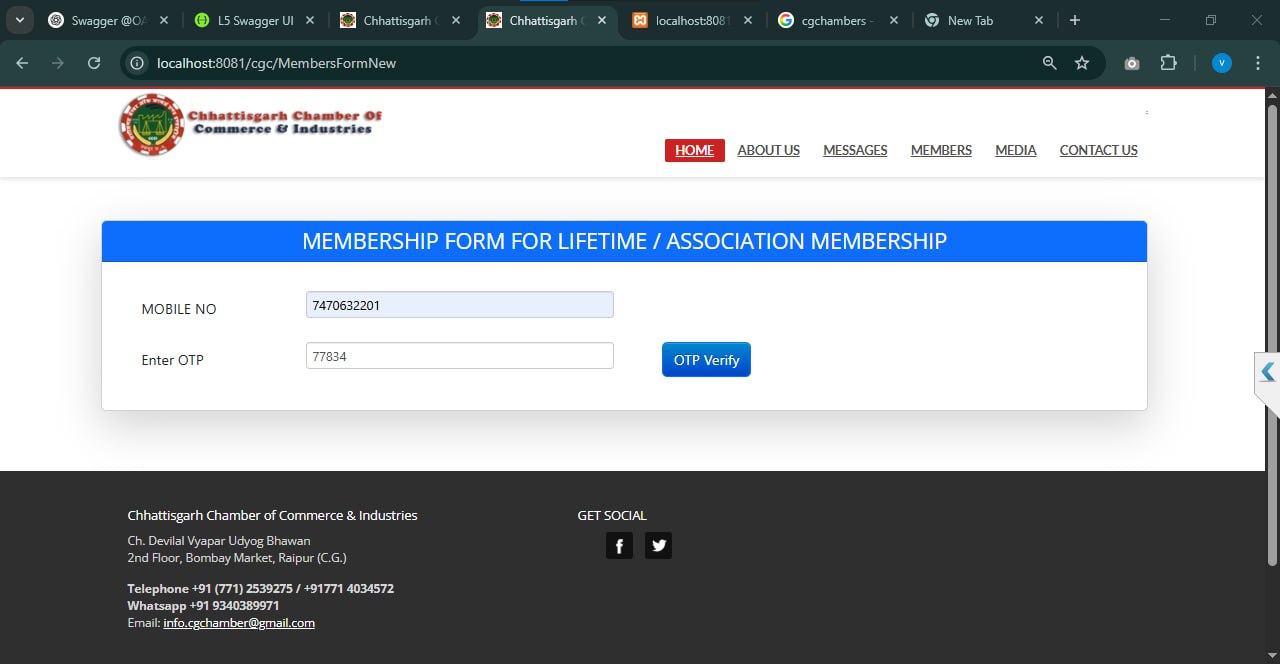 Swagger @OA
L5 Swagger UI
Chhattisgarh C
Chhattisgarh C
localhost:8081
cgchambers -
New Tab
localhost:8081/cgc/MembersFormNew
V
Chhattisgarh Chamber Of
Commerce & Industries
HOME ABOUT US MESSAGES MEMBERS MEDIA CONTACT US
MEMBERSHIP FORM FOR LIFETIME / ASSOCIATION MEMBERSHIP
MOBILE NO 7470632201
Enter OTP 77834 OTP Verify
Chhattisgarh Chamber of Commerce & Industries
Ch. Devilal Vyapar Udyog Bhawan
2nd Floor, Bombay Market, Raipur (C.G.)
Telephone +91 (771) 2539275 / +91771 4034572
Whatsapp +91 9340389971
Email: info.cgchamber@gmail.com
GET SOCIAL